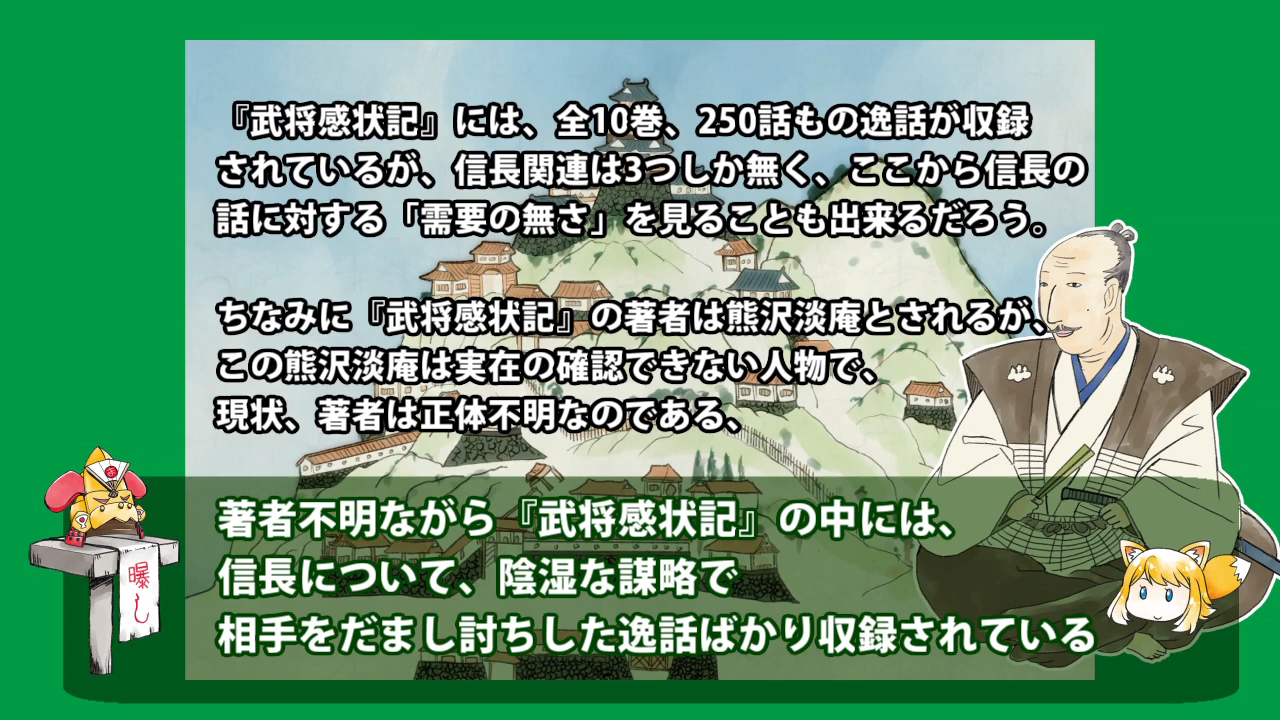 『武将感状記』には、全10巻、250話もの逸話が収録
されているが、信長関連は3つしか無く、ここから信長の
話に対する「需要の無さ」を見ることも出来るだろう。
ちなみに『武将感状記』の著者は熊沢淡庵とされるが、
この熊沢淡庵は実在の確認できない人物で、
現状、著者は正体不明なのである、
著者不明ながら『武将感状記』の中には、
信長について、陰湿な謀略で
相手をだまし討ちした逸話ばかり収録されている
曝し